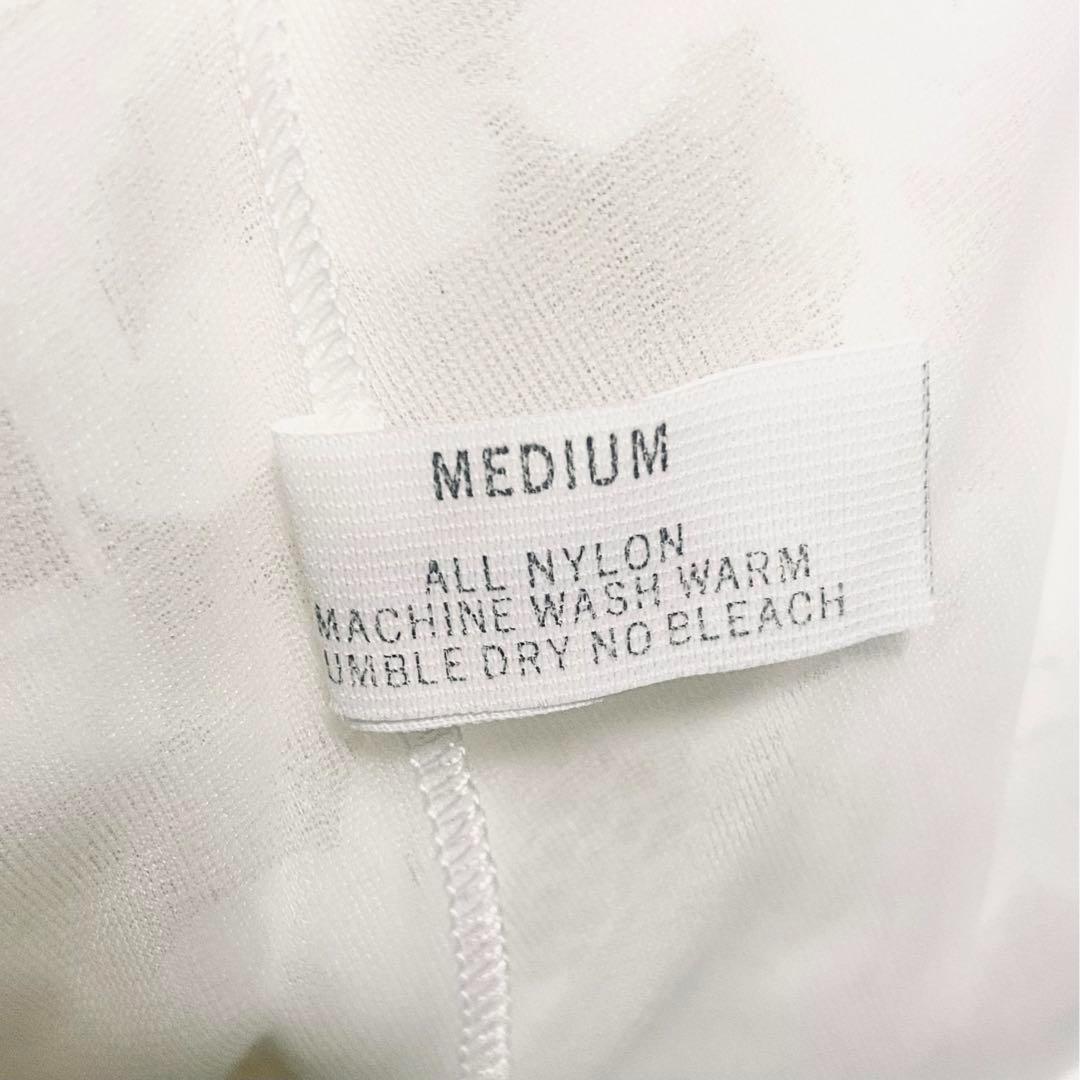 MEDIUM
ALL NYLON
MACHINE WASH WARM
UMBLE DRY NO BLEACH